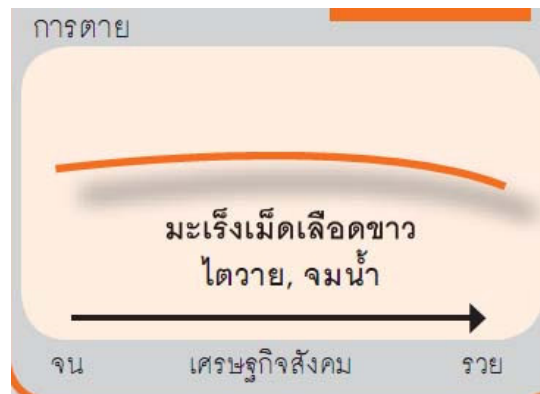 การตาย
มะเร็งเม็ดเลือดขาว
ไตวาย, จมน้ำ
จน เศรษฐกิจสังคม รวย